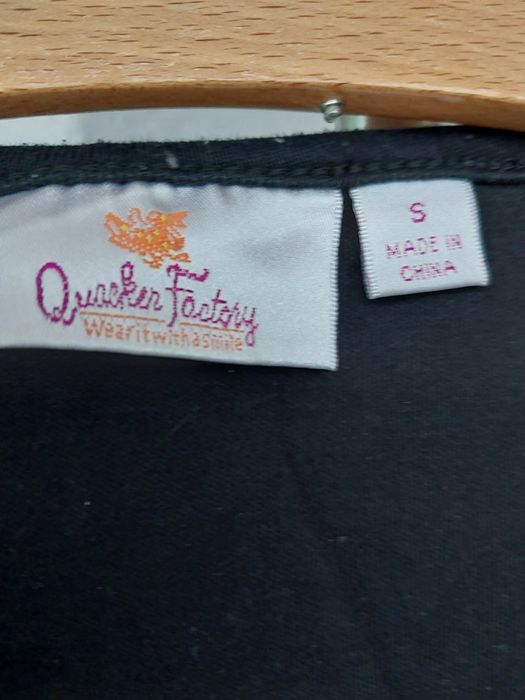 Quacker Factory
Wear it with a smile
S
MADE IN
CHINA